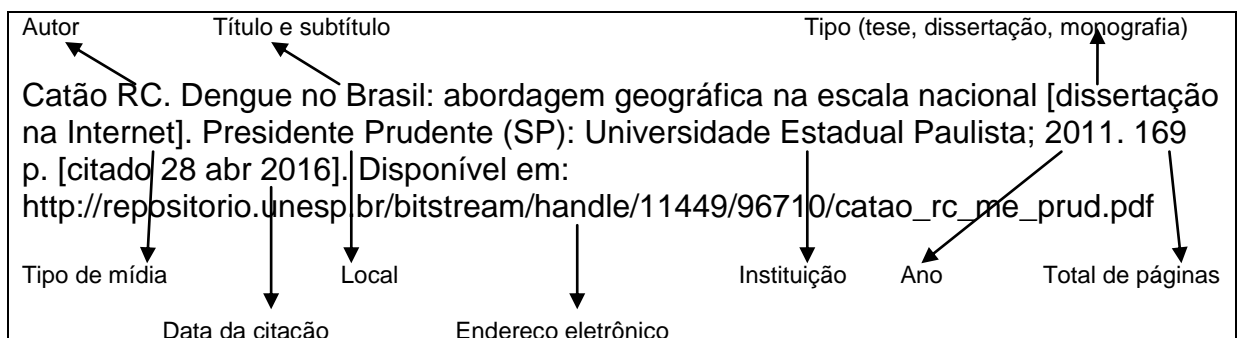 Autor Título e subtítulo Tipo (tese, dissertação, monografia)
Catão RC. Dengue no Brasil: abordagem geográfica na escala nacional [dissertação
na Internet]. Presidente Prudente (SP): Universidade Estadual Paulista; 2011. 169
p. [citado 28 abr 2016]. Disponível em:
http://repositorio.unesp.br/bitstream/handle/11449/96710/catao_rc_me_prud.pdf
Tipo de mídia Local Instituição Ano Total de páginas
Data da citação Endereço eletrônico